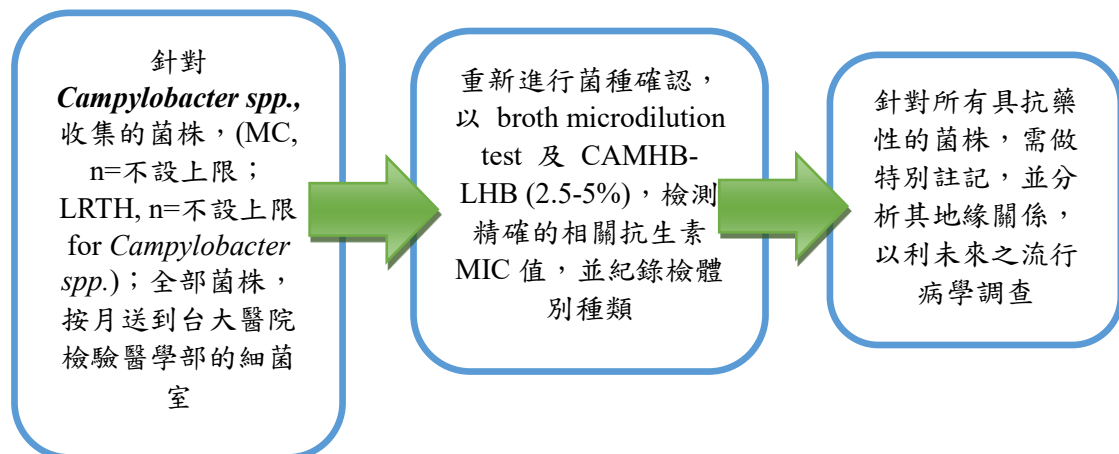 針對
Campylobacter spp.,
收集的菌株，(MC,
n=不設上限；
LRTH, n=不設上限
for Campylobacter
spp.)；全部菌株，
按月送到台大醫院
檢驗醫學部的細菌
室
重新進行菌種確認，
以 broth microdilution
test 及 CAMHB-
LHB (2.5-5%)，檢測
精確的相關抗生素
MIC 值，並紀錄檢體
別種類
針對所有具抗藥
性的菌株，需做
特別註記，並分
析其地緣關係，
以利未來之流行
病學調查